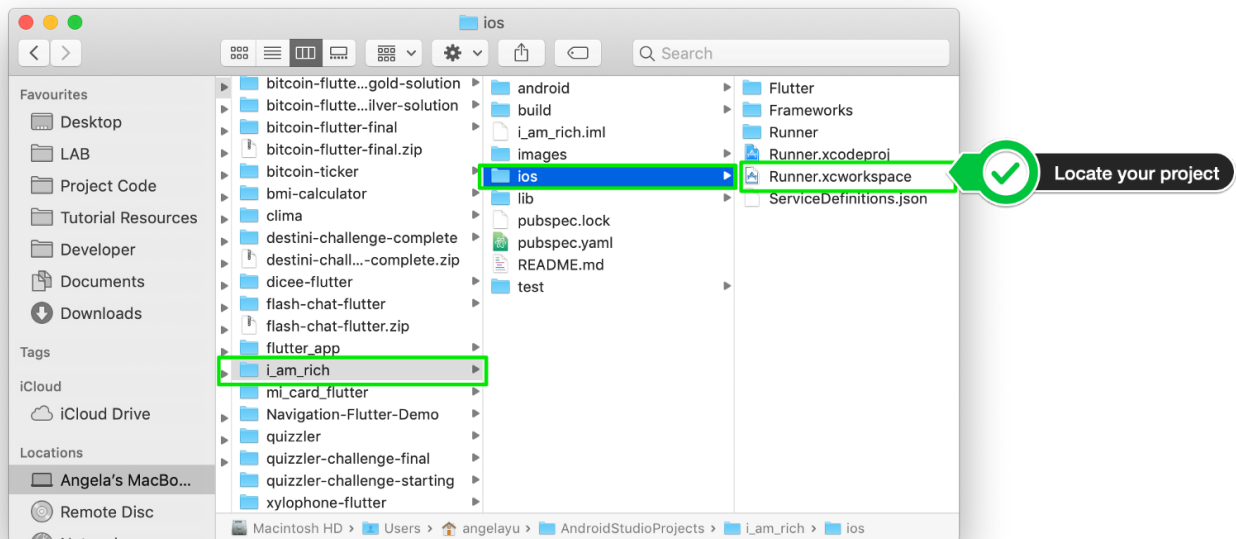 ios
Search
Favourites
Desktop
LAB
Project Code
Tutorial Resources
Developer
Documents
Downloads
Tags
iCloud
iCloud Drive
Locations
Angela's MacBo...
Remote Disc
bitcoin-flutte...gold-solution
bitcoin-flutte...ilver-solution
bitcoin-flutter-final
bitcoin-flutter-final.zip
bitcoin-ticker
bmi-calculator
clima
destini-challenge-complete
destini-chall...-complete.zip
dicee-flutter
flash-chat-flutter
flash-chat-flutter.zip
flutter_app
i_am_rich
mi_card_flutter
Navigation-Flutter-Demo
quizzler
quizzler-challenge-final
quizzler-challenge-starting
xylophone-flutter
android
build
i_am_rich.iml
images
ios
lib
pubspec.lock
pubspec.yaml
README.md
test
Flutter
Frameworks
Runner
Runner.xcodeproj
Runner.xcworkspace
ServiceDefinitions.json
Locate your project
Macintosh HD › Users › angelayu › AndroidStudioProjects › i_am_rich › ios